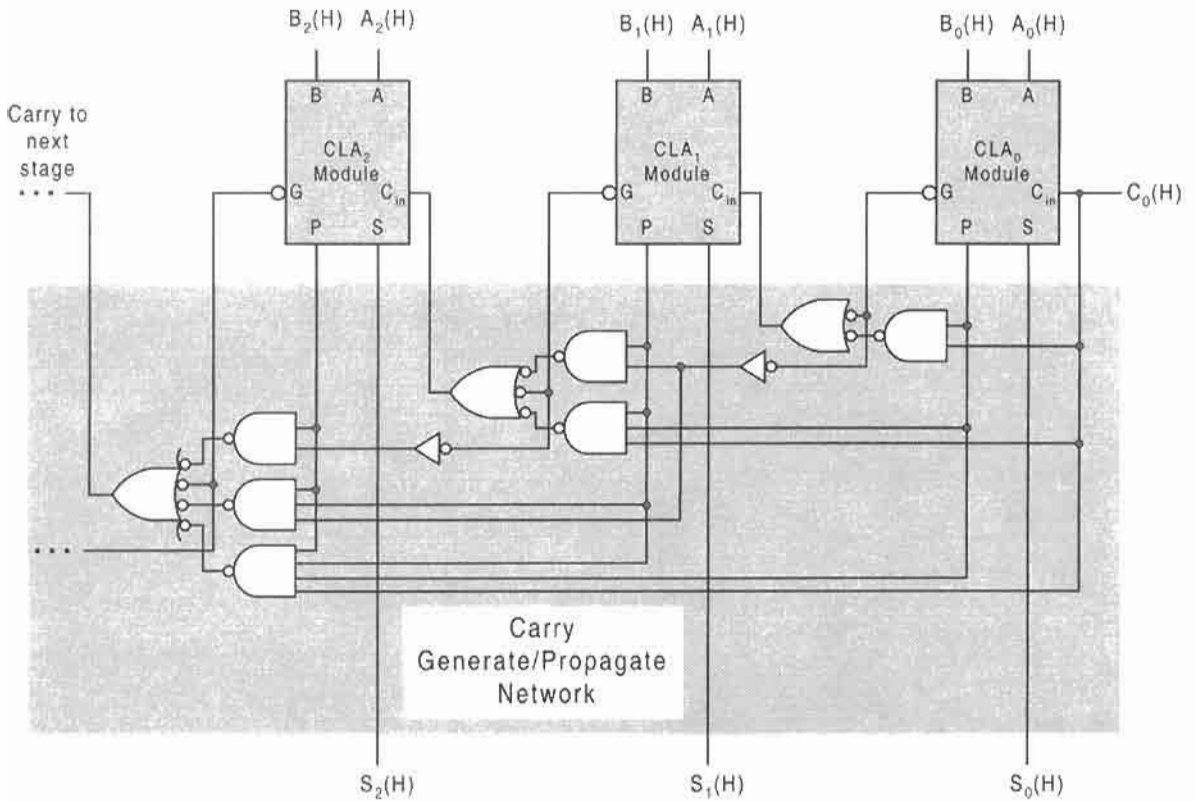 B₂(H) A₂(H)
B₁(H) A₁(H)
B₀(H) A₀(H)
Carry to
next
stage
• • •
B A
CLA₂
Module
G C_in
P S
B A
CLA₁
Module
G C_in
P S
B A
CLA₀
Module
G C_in
P S
C₀(H)
• • •
Carry
Generate/Propagate
Network
S₂(H)
S₁(H)
S₀(H)